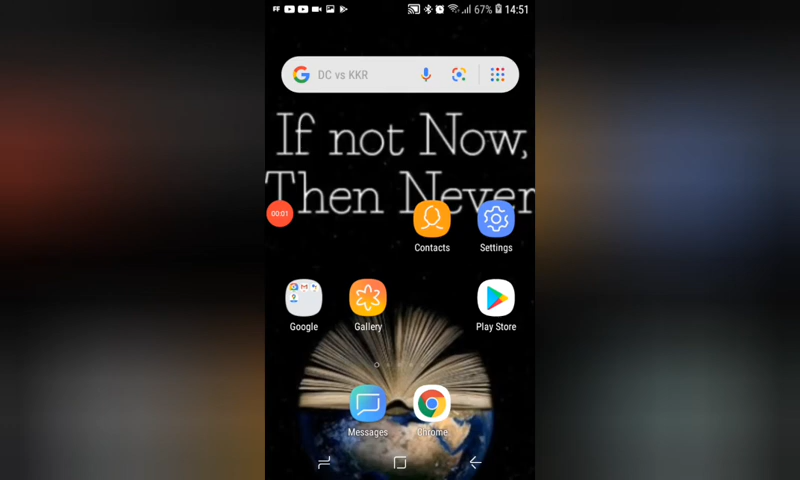 67% 14:51
DC vs KKR
If not Now,
Then Never
00:01
Contacts
Settings
Google
Gallery
Play Store
Messages
Chrome